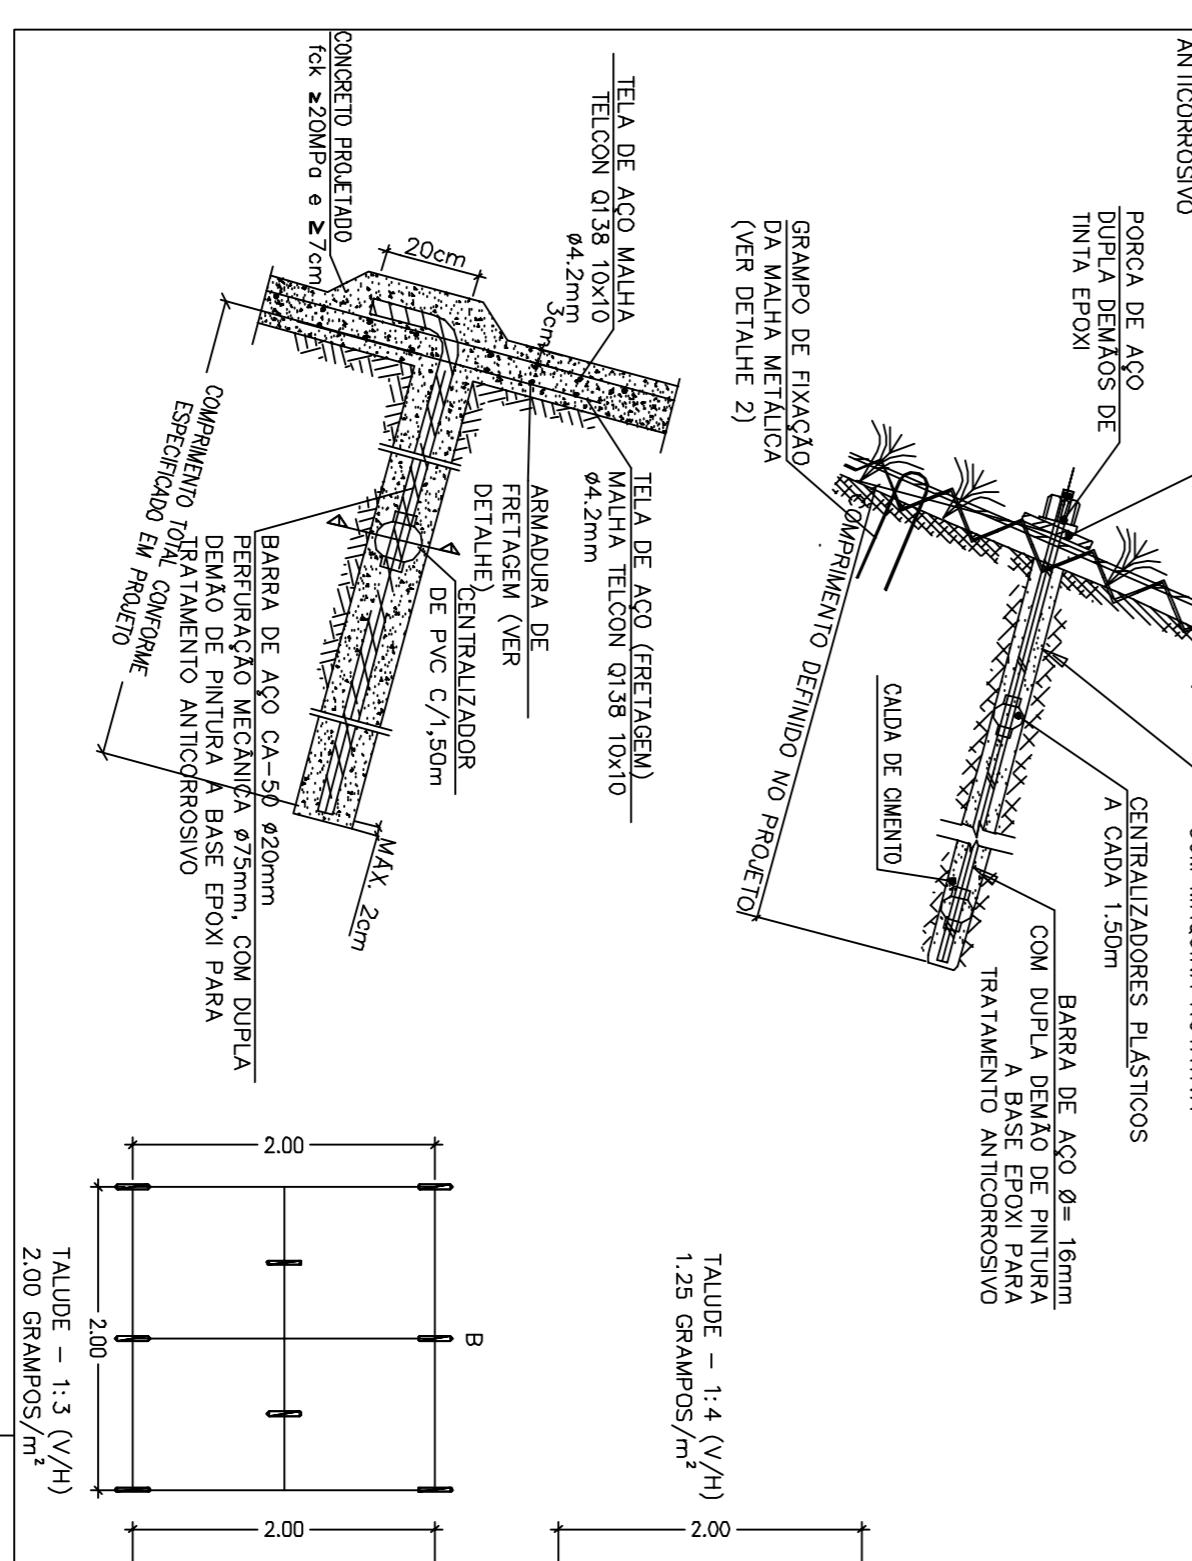 ANTICORROSIVO
PORCA DE AÇO
DUPLA DEMÃOS DE
TINTA EPOXI
GRAMPO DE FIXAÇÃO
DA MALHA METÁLICA
(VER DETALHE 2)
COMPRIMENTO DEFINIDO NO PROJETO
CALDA DE CIMENTO
CENTRALIZADORES PLÁSTICOS
A CADA 1.50m
BARRA DE AÇO Ø= 16mm
COM DUPLA DEMÃO DE PINTURA
A BASE EPOXI PARA
TRATAMENTO ANTICORROSIVO
TELA DE AÇO MALHA
TELCON Q138 10x10
ø4.2mm
3cm
CONCRETO PROJETADO
fck ≥20MPa e ≥7cm
20cm
TELA DE AÇO (FRETAGEM)
MALHA TELCON Q138 10x10
ø4.2mm
ARMADURA DE
FRETAGEM (VER
DETALHE)
CENTRALIZADOR
DE PVC C/1,50m
BARRA DE AÇO CA-50 ø20mm
PERFURAÇÃO MECÂNICA ø75mm, COM DUPLA
DEMÃO DE PINTURA À BASE EPOXI PARA
TRATAMENTO ANTICORROSIVO
COMPRIMENTO TOTAL CONFORME
ESPECIFICADO EM PROJETO
MÁX. 2cm
TALUDE - 1:4 (V/H)
1.25 GRAMPOS/m²
2.00
2.00
B
2.00
TALUDE - 1:3 (V/H)
2.00 GRAMPOS/m²
2.00